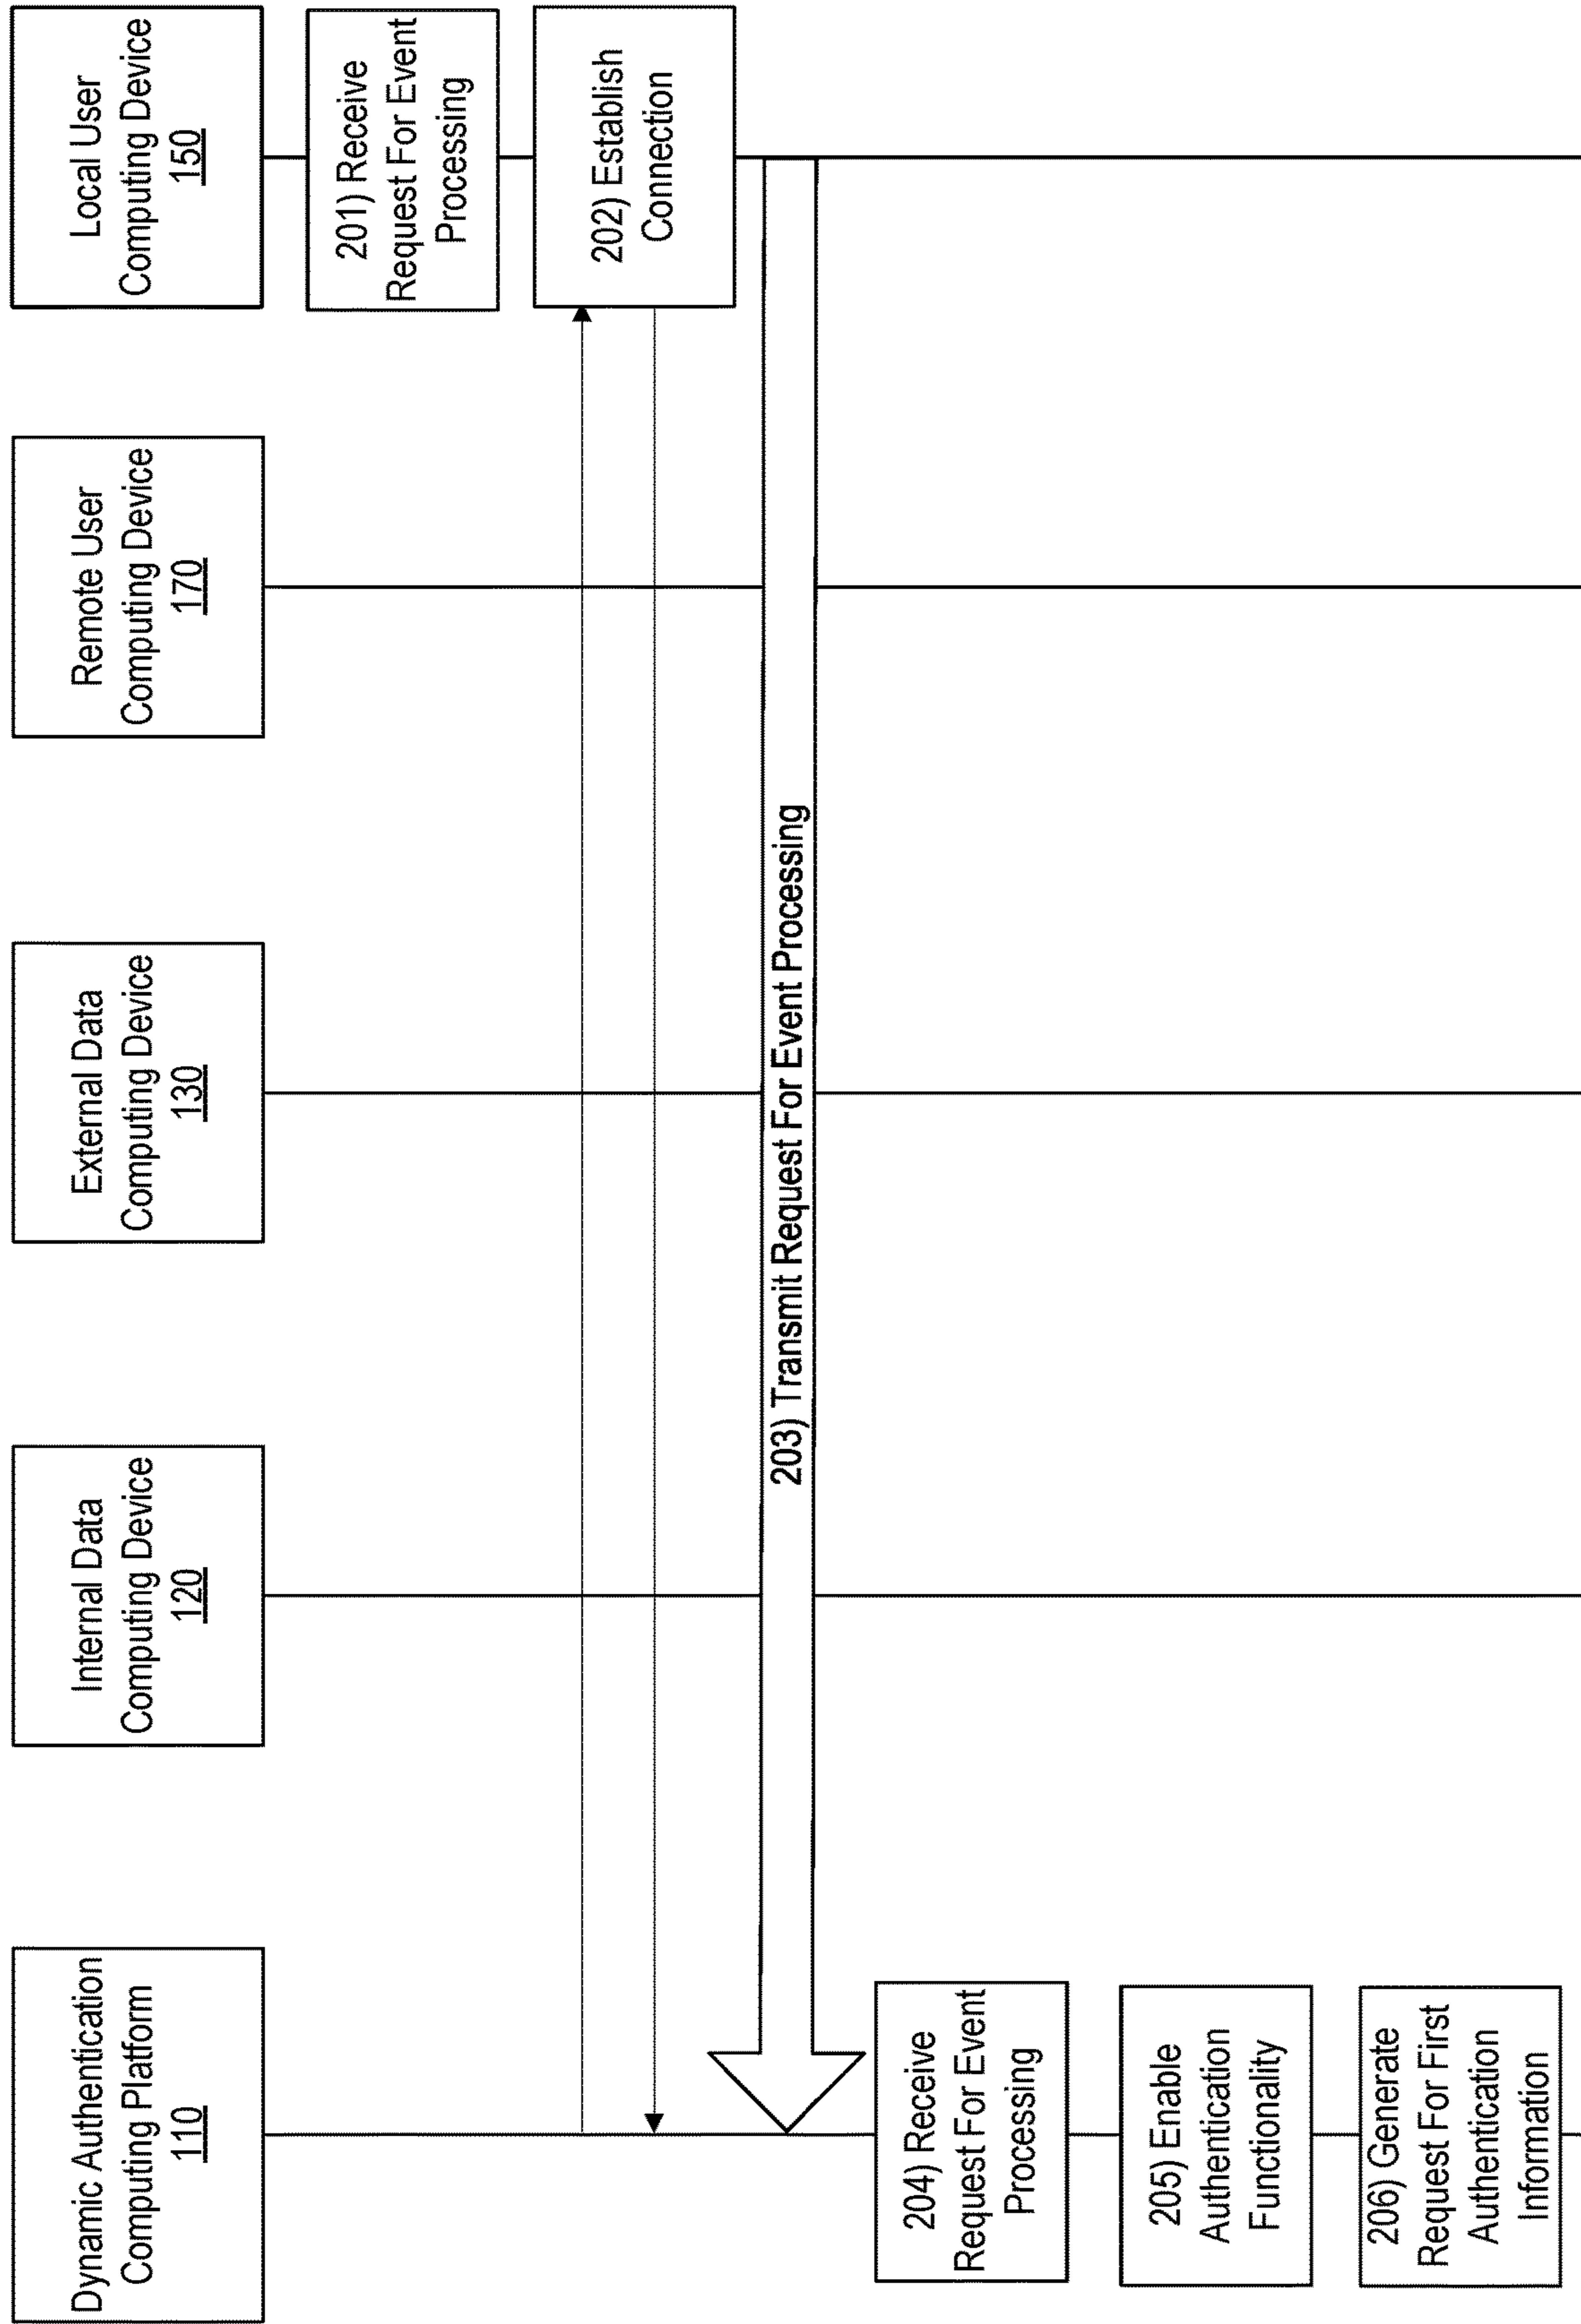 Dynamic Authentication
Computing Platform
110
Internal Data
Computing Device
120
External Data
Computing Device
130
Remote User
Computing Device
170
Local User
Computing Device
150
201) Receive
Request For Event
Processing
202) Establish
Connection
203) Transmit Request For Event Processing
204) Receive
Request For Event
Processing
205) Enable
Authentication
Functionality
206) Generate
Request For First
Authentication
Information